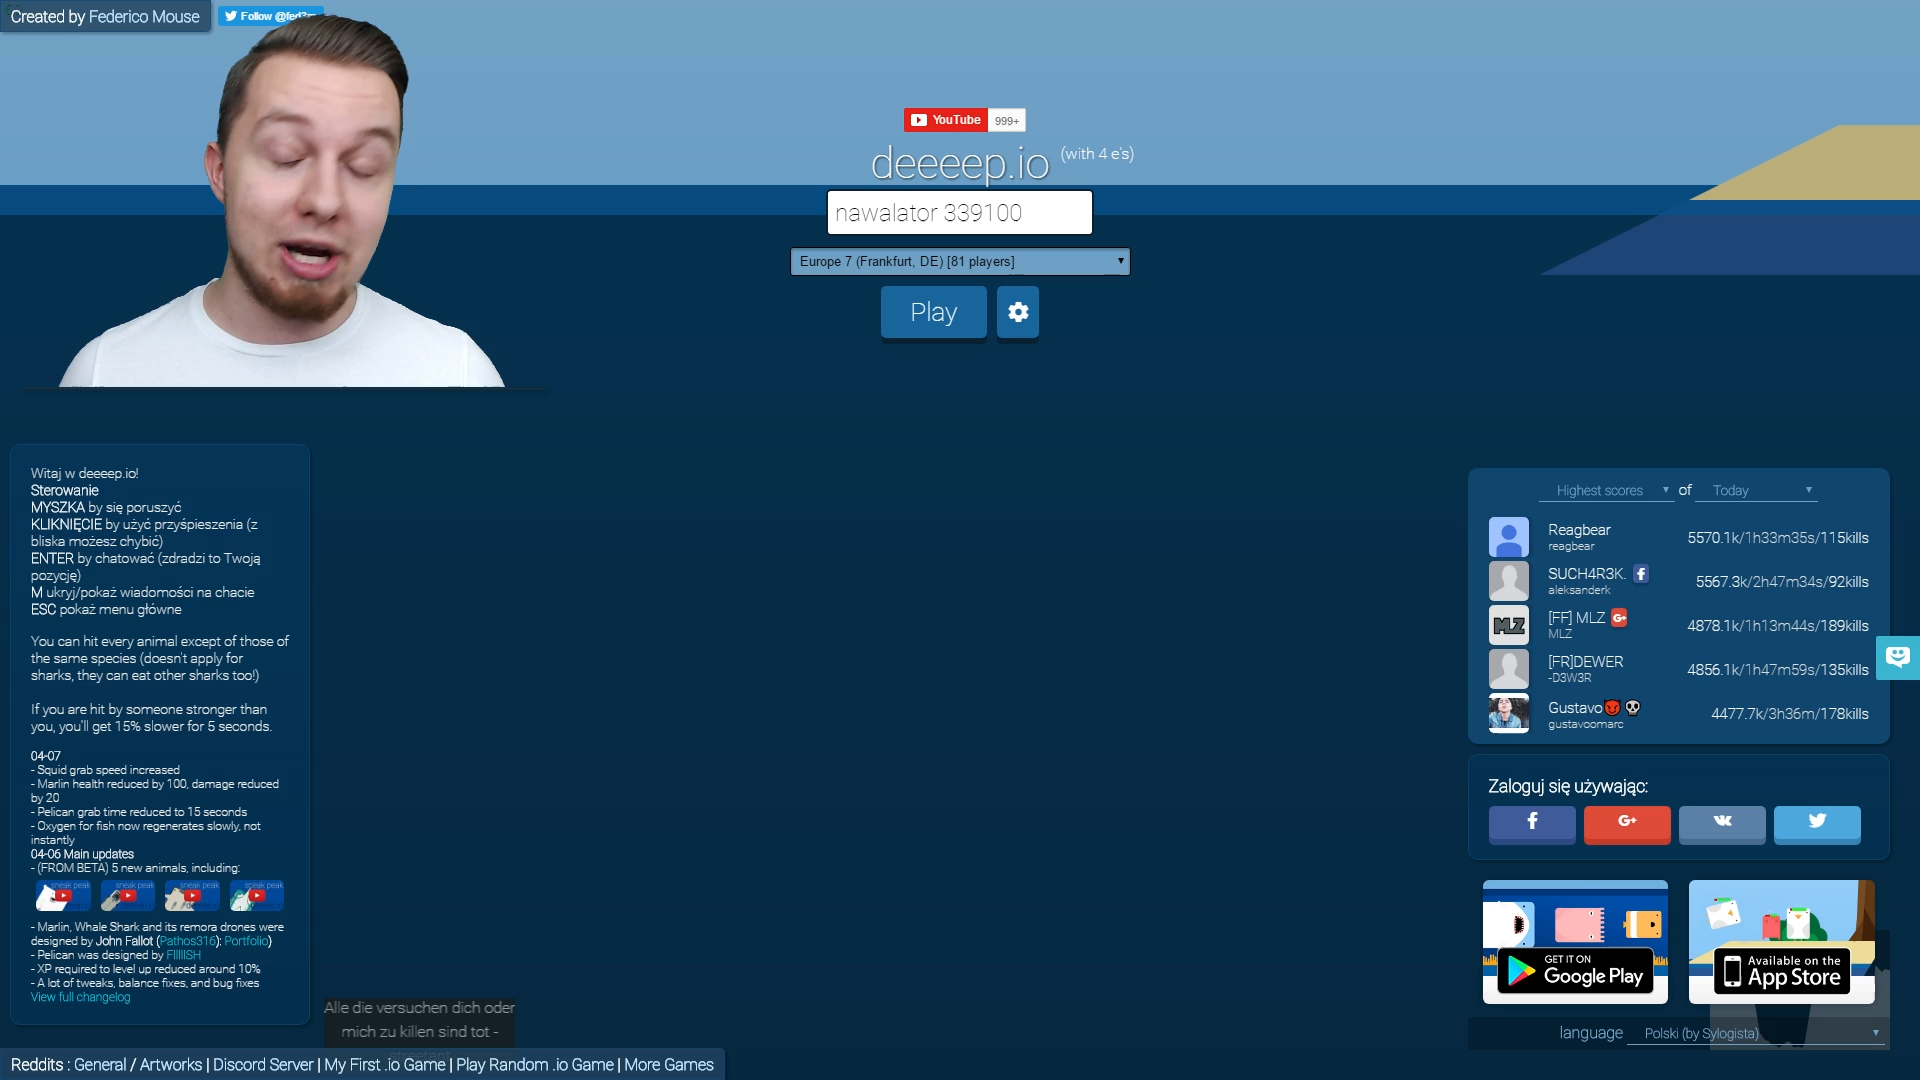 Created by Federico Mouse
Follow
YouTube 999+
deeeep.io (with 4 e's)
nawalator 339100
Europe 7 (Frankfurt, DE) [81 players]
Play
Witaj w deeeep.io!
Sterowanie
MYSZKA by się poruszyć
KLIKNIĘCIE by użyć przyśpieszenia (z
bliska możesz chybić)
ENTER by chatować (zdradzi to Twoją
pozycję)
M ukryj/pokaż wiadomości na chacie
ESC pokaż menu główne
You can hit every animal except of those of
the same species (doesn't apply for
sharks, they can eat other sharks too!)
If you are hit by someone stronger than
you, you'll get 15% slower for 5 seconds.
04-07
- Squid grab speed increased
- Marlin health reduced by 100, damage reduced
by 20
- Pelican grab time reduced to 15 seconds
- Oxygen for fish now regenerates slowly, not
instantly
04-06 Main updates
- (FROM BETA) 5 new animals, including:
sneak peak sneak peak sneak peak sneak peak
- Marlin, Whale Shark and its remora drones were
designed by John Fallot (Pathos316): Portfolio)
- Pelican was designed by FIIIIISH
- XP required to level up reduced around 10%
- A lot of tweaks, balance fixes, and bug fixes
View full changelog
Alle die versuchen dich oder
mich zu killen sind tot -
Reddits : General / Artworks | Discord Server | My First .io Game | Play Random .io Game | More Games
Highest scores of Today
Reagbear
reagbear
5570.1k/1h33m35s/115kills
SUCH4R3K.
aleksanderk
5567.3k/2h47m34s/92kills
[FF] MLZ
MLZ
MLZ
4878.1k/1h13m44s/189kills
[FR]DEWER
-D3W3R
4856.1k/1h47m59s/135kills
Gustavo
gustavoomarc
4477.7k/3h36m/178kills
Zaloguj się używając:
GET IT ON
Google Play
Available on the
App Store
language Polski (by Sylogista)